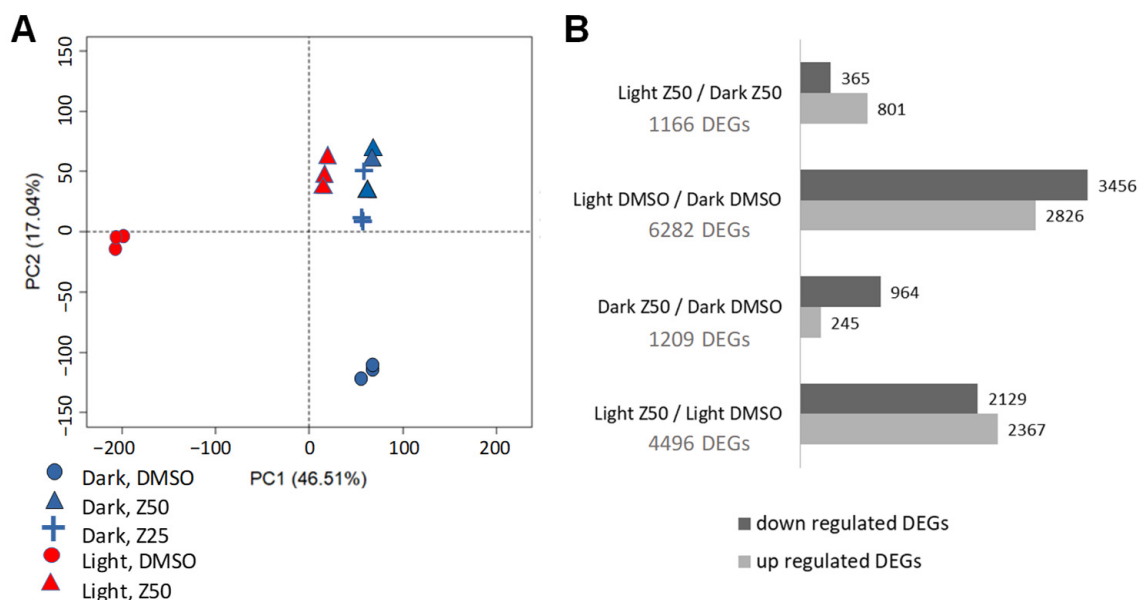 A
150
100
50
0
−50
−100
−150
PC2 (17.04%)
−200
−100
0
100
200
PC1 (46.51%)
Dark, DMSO
Dark, Z50
Dark, Z25
Light, DMSO
Light, Z50
B
Light Z50 / Dark Z50
1166 DEGs
365
801
Light DMSO / Dark DMSO
6282 DEGs
3456
2826
Dark Z50 / Dark DMSO
1209 DEGs
964
245
Light Z50 / Light DMSO
4496 DEGs
2129
2367
down regulated DEGs
up regulated DEGs